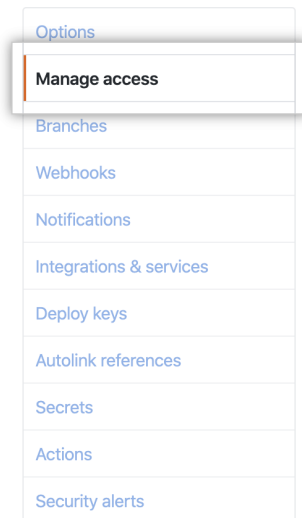 Options
Manage access
Branches
Webhooks
Notifications
Integrations & services
Deploy keys
Autolink references
Secrets
Actions
Security alerts